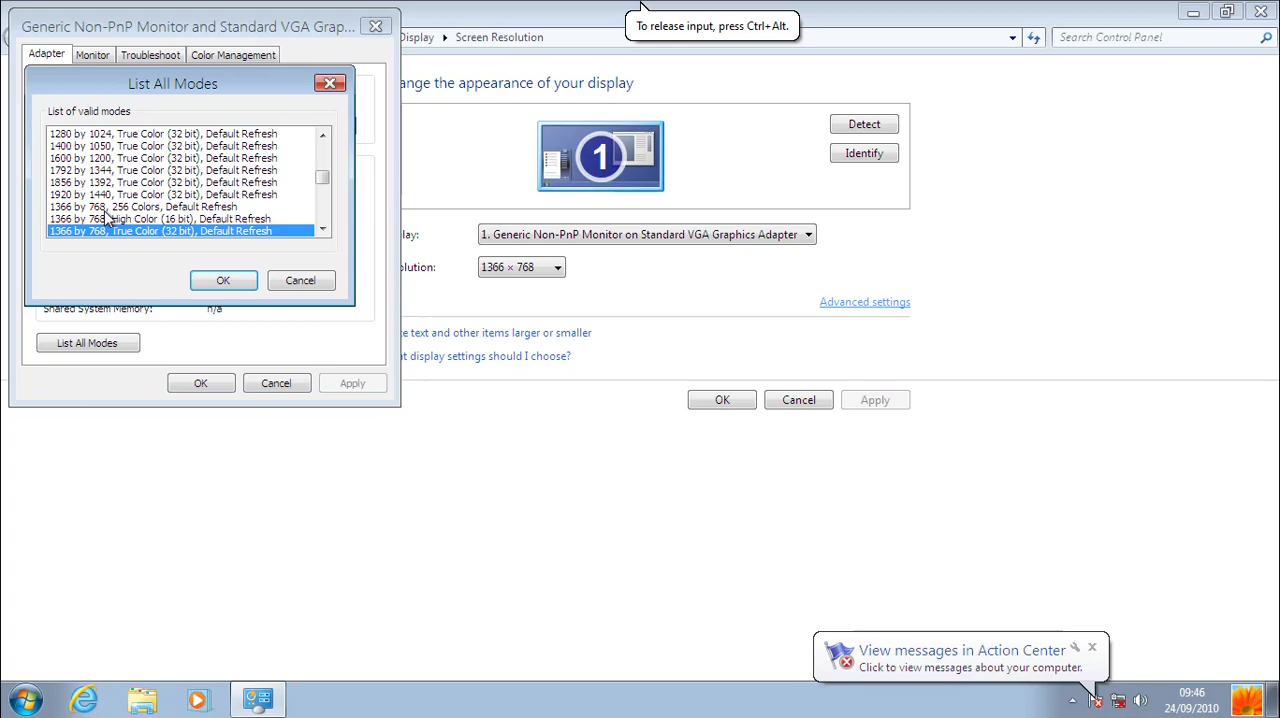 Generic Non-PnP Monitor and Standard VGA Grap...
To release input, press Ctrl+Alt.
Display
Screen Resolution
Search Control Panel
Adapter
Monitor
Troubleshoot
Color Management
List All Modes
List of valid modes
1280 by 1024, True Color (32 bit), Default Refresh
1400 by 1050, True Color (32 bit), Default Refresh
1600 by 1200, True Color (32 bit), Default Refresh
1792 by 1344, True Color (32 bit), Default Refresh
1856 by 1392, True Color (32 bit), Default Refresh
1920 by 1440, True Color (32 bit), Default Refresh
1366 by 768, 256 Colors, Default Refresh
1366 by 768, High Color (16 bit), Default Refresh
1366 by 768, True Color (32 bit), Default Refresh
OK
Cancel
Shared System Memory:
n/a
List All Modes
OK
Cancel
Apply
ange the appearance of your display
1
Detect
Identify
lay:
1. Generic Non-PnP Monitor on Standard VGA Graphics Adapter
olution:
1366 × 768
Advanced settings
e text and other items larger or smaller
at display settings should I choose?
OK
Cancel
Apply
View messages in Action Center
Click to view messages about your computer.
09:46
24/09/2010